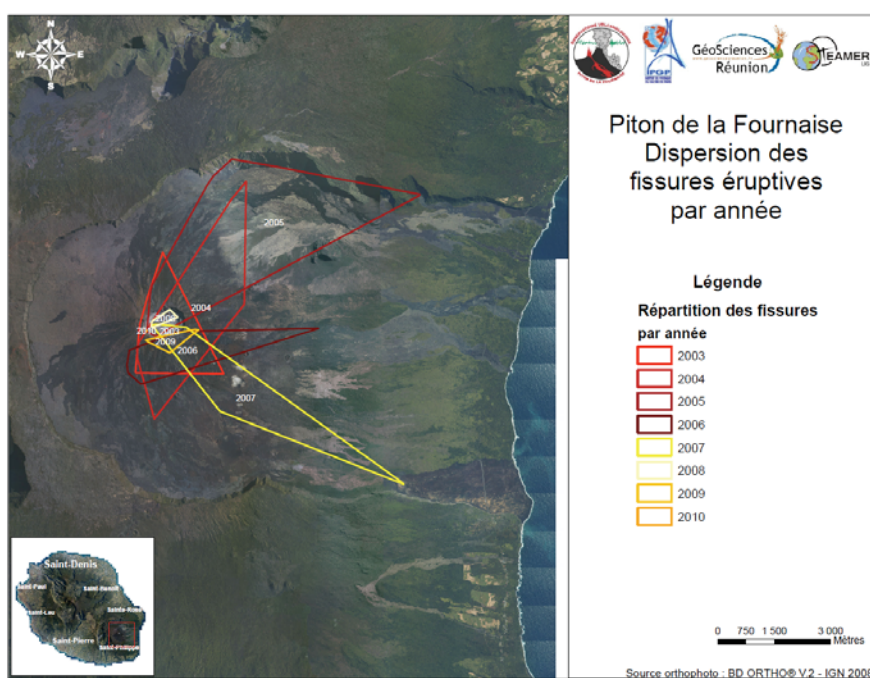 N
W E
S
GéoSciences
Réunion
IPGP
Piton de la Fournaise
Dispersion des
fissures éruptives
par année
2005
2004
2010
2009
2006
2007
Légende
Répartition des fissures
par année
2003
2004
2005
2006
2007
2008
2009
2010
Saint-Denis
Saint-Paul
Saint-Benoit
Saint-Leu
Sainte-Rose
Saint-Pierre
Saint-Philippe
0 750 1 500 3 000
Mètres
Source orthophoto : BD ORTHO® V.2 - IGN 2008